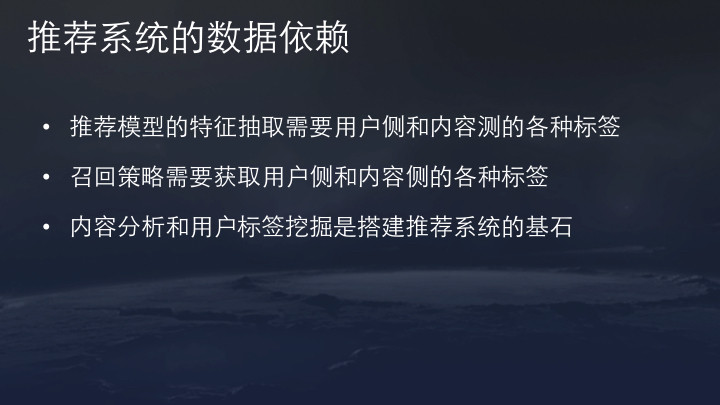 推荐系统的数据依赖
• 推荐模型的特征抽取需要用户侧和内容测的各种标签
• 召回策略需要获取用户侧和内容侧的各种标签
• 内容分析和用户标签挖掘是搭建推荐系统的基石